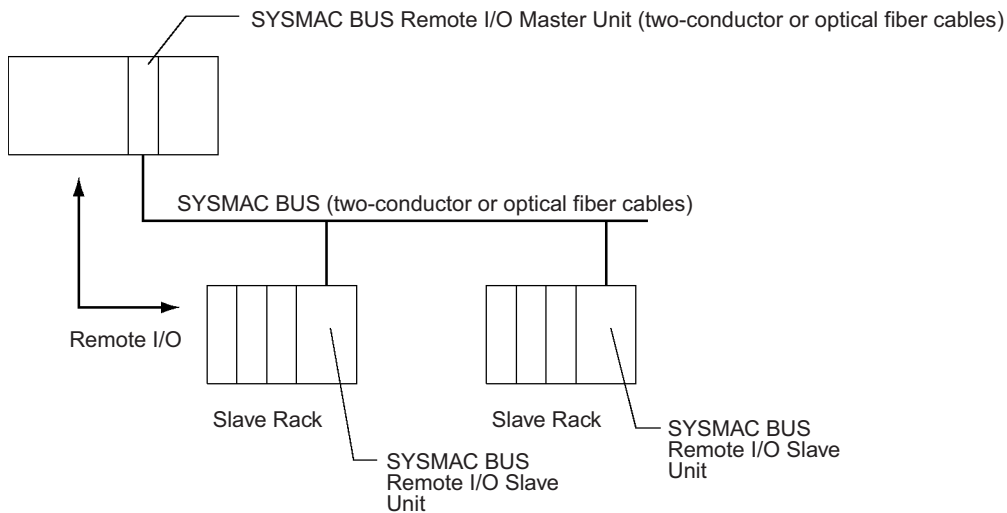 SYSMAC BUS Remote I/O Master Unit (two-conductor or optical fiber cables)
SYSMAC BUS (two-conductor or optical fiber cables)
Remote I/O
Slave Rack
Slave Rack
SYSMAC BUS
Remote I/O Slave
Unit
SYSMAC BUS
Remote I/O Slave
Unit